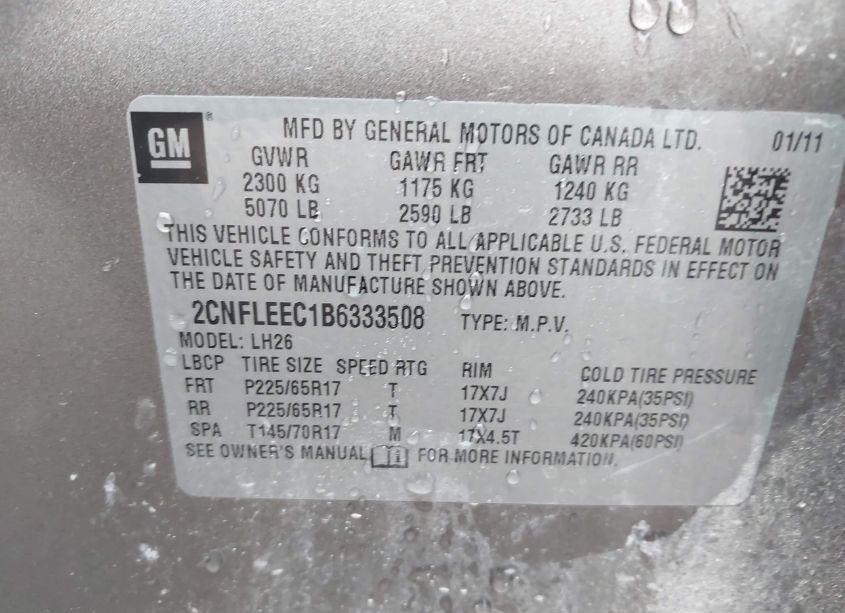 GM®
MFD BY GENERAL MOTORS OF CANADA LTD. 01/11
GVWR GAWR FRT GAWR RR
2300 KG 1175 KG 1240 KG
5070 LB 2590 LB 2733 LB
THIS VEHICLE CONFORMS TO ALL APPLICABLE U.S. FEDERAL MOTOR
VEHICLE SAFETY AND THEFT PREVENTION STANDARDS IN EFFECT ON
THE DATE OF MANUFACTURE SHOWN ABOVE.
2CNFLEEC1B6333508 TYPE: M.P.V.
MODEL: LH26
LBCP TIRE SIZE SPEED RTG RIM COLD TIRE PRESSURE
FRT P225/65R17 T 17X7J 240KPA(35PSI)
RR P225/65R17 T 17X7J 240KPA(35PSI)
SPA T145/70R17 M 17X4.5T 420KPA(60PSI)
SEE OWNER'S MANUAL i FOR MORE INFORMATION.